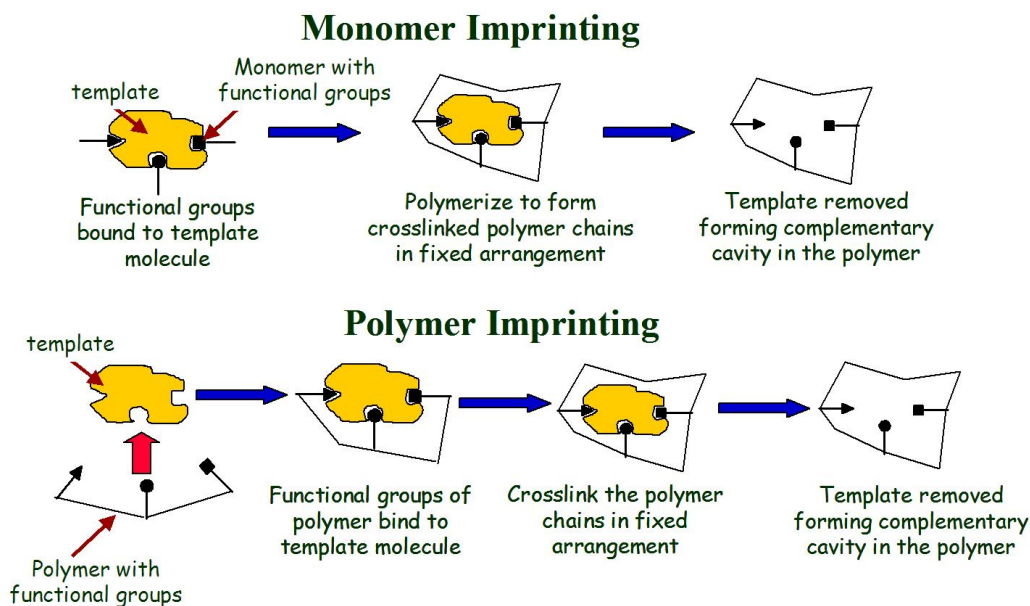 Monomer Imprinting
template
Monomer with
functional groups
Functional groups
bound to template
molecule
Polymerize to form
crosslinked polymer chains
in fixed arrangement
Template removed
forming complementary
cavity in the polymer
Polymer Imprinting
template
Polymer with
functional groups
Functional groups of
polymer bind to
template molecule
Crosslink the polymer
chains in fixed
arrangement
Template removed
forming complementary
cavity in the polymer